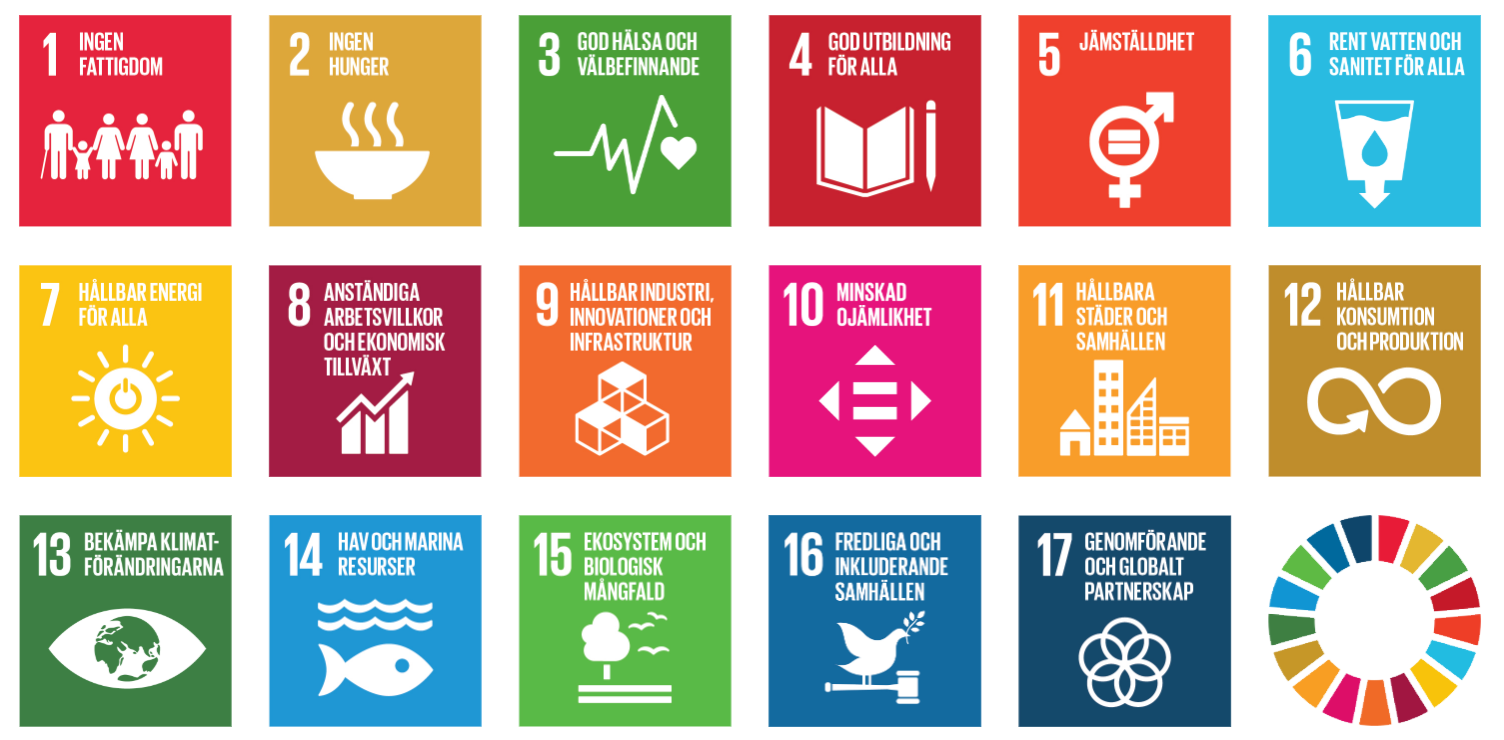 1 INGEN
FATTIGDOM
2 INGEN
HUNGER
3 GOD HÄLSA OCH
VÄLBEFINNANDE
4 GOD UTBILDNING
FÖR ALLA
5 JÄMSTÄLLDHET
6 RENT VATTEN OCH
SANITET FÖR ALLA
7 HÅLLBAR ENERGI
FÖR ALLA
8 ANSTÄNDIGA
ARBETSVILLKOR
OCH EKONOMISK
TILLVÄXT
9 HÅLLBAR INDUSTRI,
INNOVATIONER OCH
INFRASTRUKTUR
10 MINSKAD
OJÄMLIKHET
11 HÅLLBARA
STÄDER OCH
SAMHÄLLEN
12 HÅLLBAR
KONSUMTION
OCH PRODUKTION
13 BEKÄMPA KLIMAT-
FÖRÄNDRINGARNA
14 HAV OCH MARINA
RESURSER
15 EKOSYSTEM OCH
BIOLOGISK
MÅNGFALD
16 FREDLIGA OCH
INKLUDERANDE
SAMHÄLLEN
17 GENOMFÖRANDE
OCH GLOBALT
PARTNERSKAP